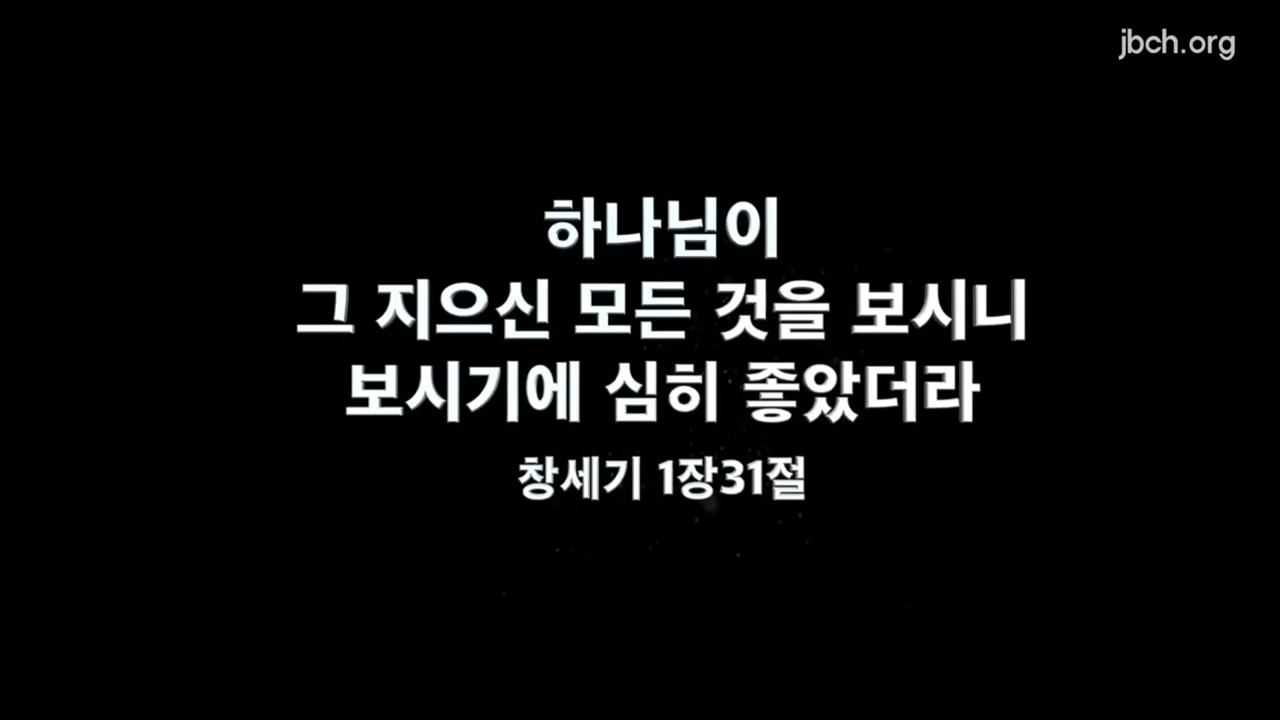 jbch.org
하나님이
그 지으신 모든 것을 보시니
보시기에 심히 좋았더라
창세기 1장31절